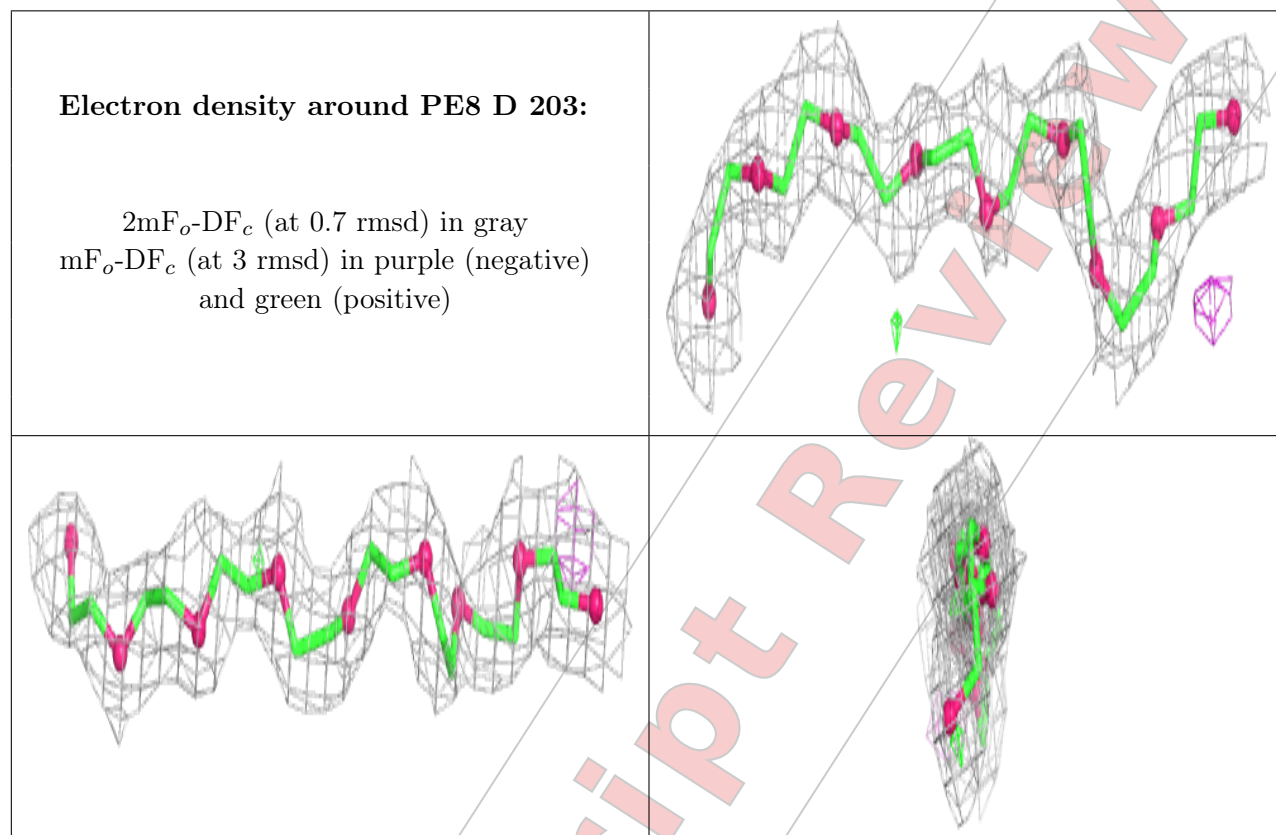 Electron density around PE8 D 203:
2mFo-DFc (at 0.7 rmsd) in gray
mFo-DFc (at 3 rmsd) in purple (negative)
and green (positive)
ript Review